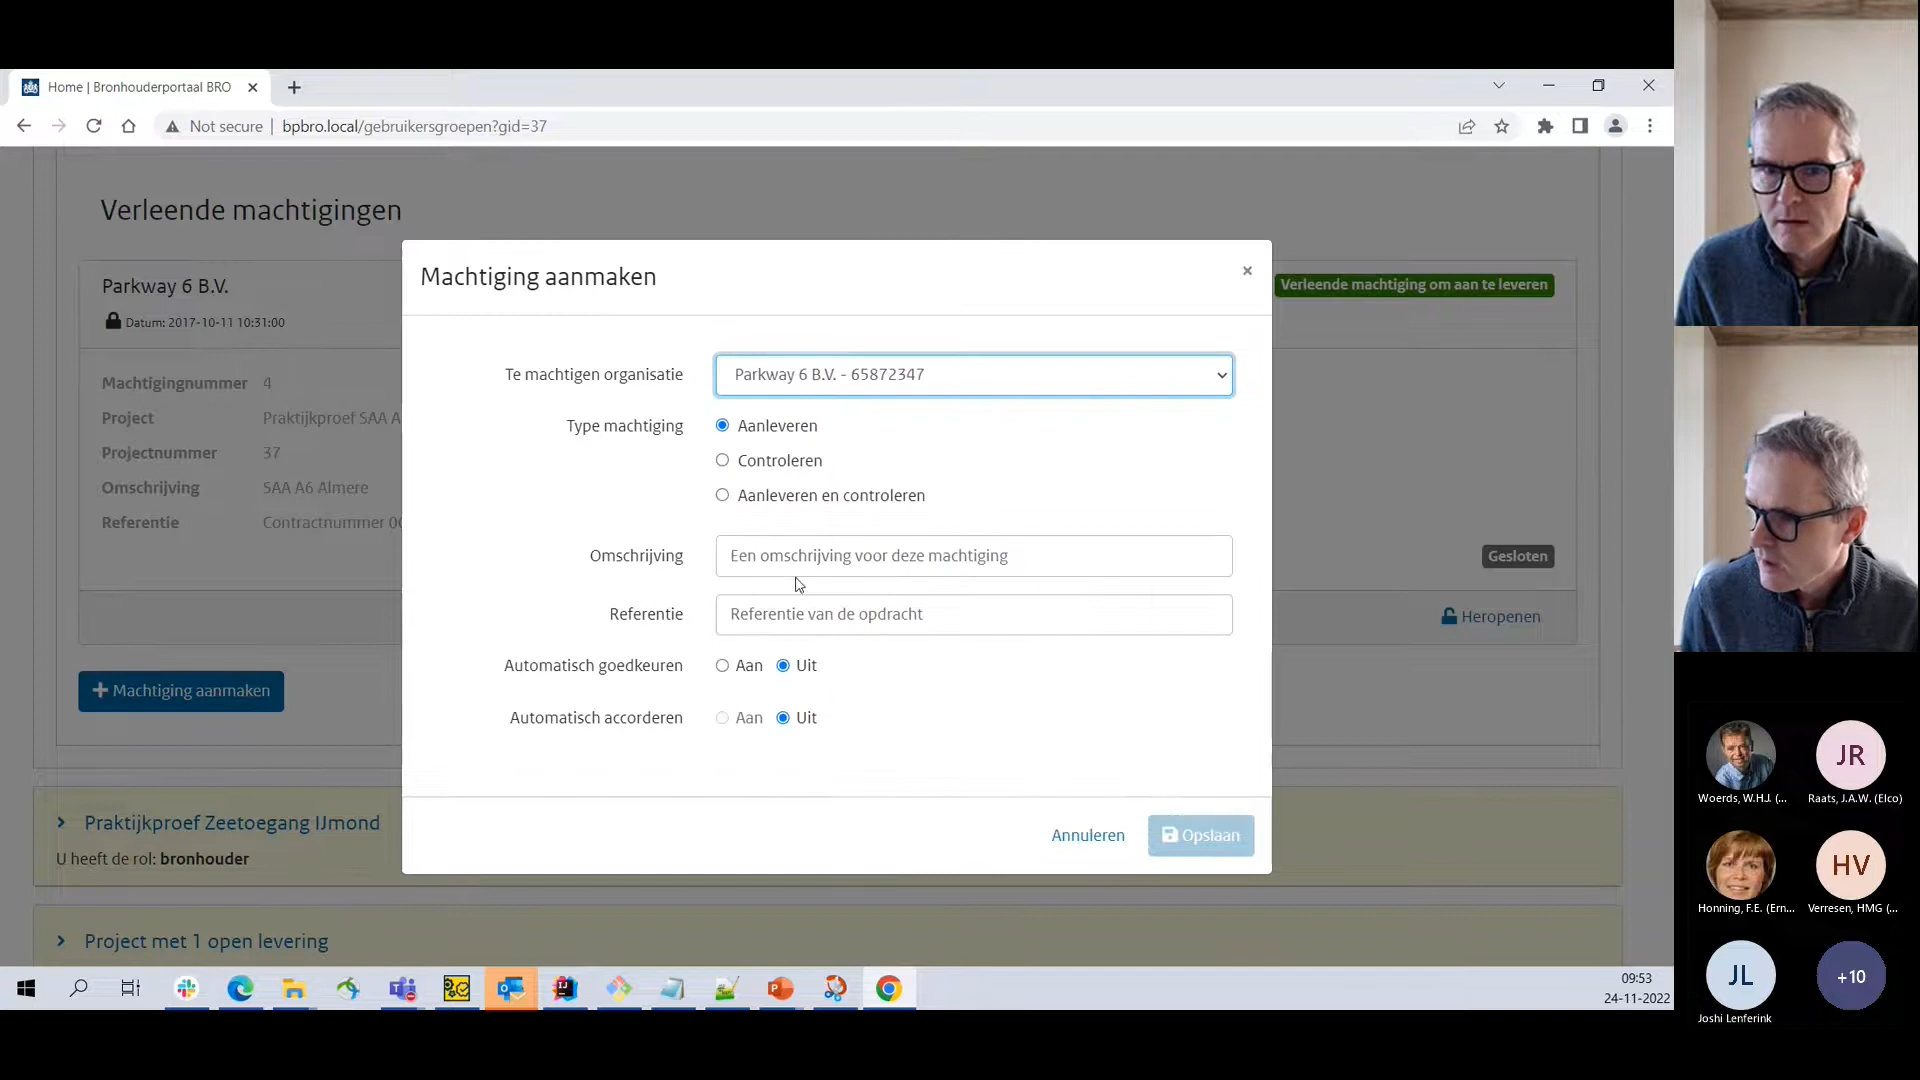 Home | Bronhouderportaal BRO
Not secure
bpbro.local/gebruikersgroepen?gid=37
Verleende machtigingen
Parkway 6 B.V.
Datum: 2017-10-11 10:31:00
Verleende machtiging om aan te leveren
Machtigingnummer 4
Project Praktijkproef SAA A
Projectnummer 37
Omschrijving SAA A6 Almere
Referentie Contractnummer 00
Gesloten
Heropenen
Machtiging aanmaken
Machtiging aanmaken
×
Te machtigen organisatie Parkway 6 B.V. - 65872347
Type machtiging Aanleveren
Controleren
Aanleveren en controleren
Omschrijving Een omschrijving voor deze machtiging
Referentie Referentie van de opdracht
Automatisch goedkeuren Aan Uit
Automatisch accorderen Aan Uit
Annuleren Opslaan
Praktijkproef Zeetoegang IJmond
U heeft de rol: bronhouder
Project met 1 open levering
09:53
24-11-2022
JR
Woerds, W.H.J. (...
Raats, J.A.W. (Elco)
HV
Honning, F.E. (Ern...
Verresen, HMG (...
JL
+10
Joshi Lenferink